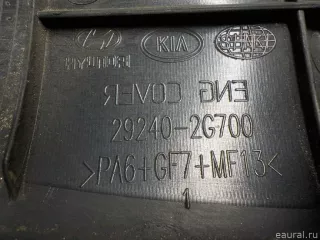 HYUNDAI KIA
ENG COVER
29240-2G700
>PA6+GF7+MF13<
1
eaural.ru